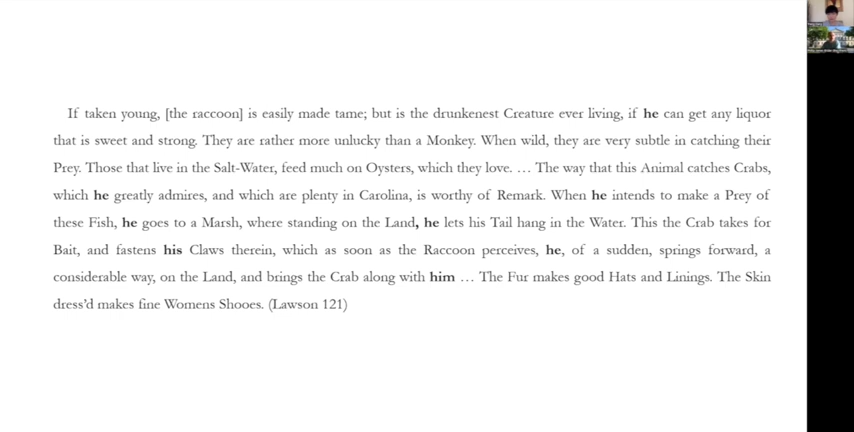 If taken young, [the raccoon] is easily made tame; but is the drunkenest Creature ever living, if he can get any liquor
that is sweet and strong. They are rather more unlucky than a Monkey. When wild, they are very subtle in catching their
Prey. Those that live in the Salt-Water, feed much on Oysters, which they love. … The way that this Animal catches Crabs,
which he greatly admires, and which are plenty in Carolina, is worthy of Remark. When he intends to make a Prey of
these Fish, he goes to a Marsh, where standing on the Land, he lets his Tail hang in the Water. This the Crab takes for
Bait, and fastens his Claws therein, which as soon as the Raccoon perceives, he, of a sudden, springs forward, a
considerable way, on the Land, and brings the Crab along with him … The Fur makes good Hats and Linings. The Skin
dress’d makes fine Womens Shooes. (Lawson 121)